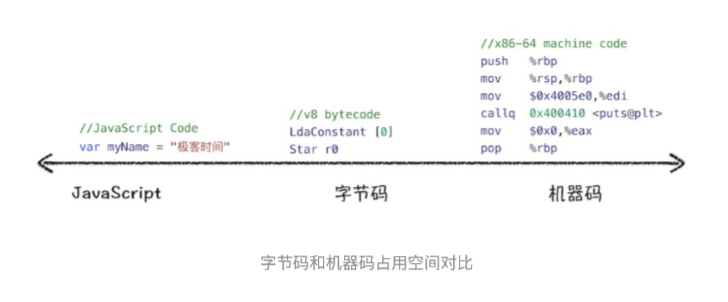 //JavaScript Code
var myName = "极客时间"
//v8 bytecode
LdaConstant [0]
Star r0
//x86-64 machine code
push %rbp
mov %rsp,%rbp
mov $0x4005e0,%edi
callq 0x400410 <puts@plt>
mov $0x0,%eax
pop %rbp
JavaScript
字节码
机器码
字节码和机器码占用空间对比